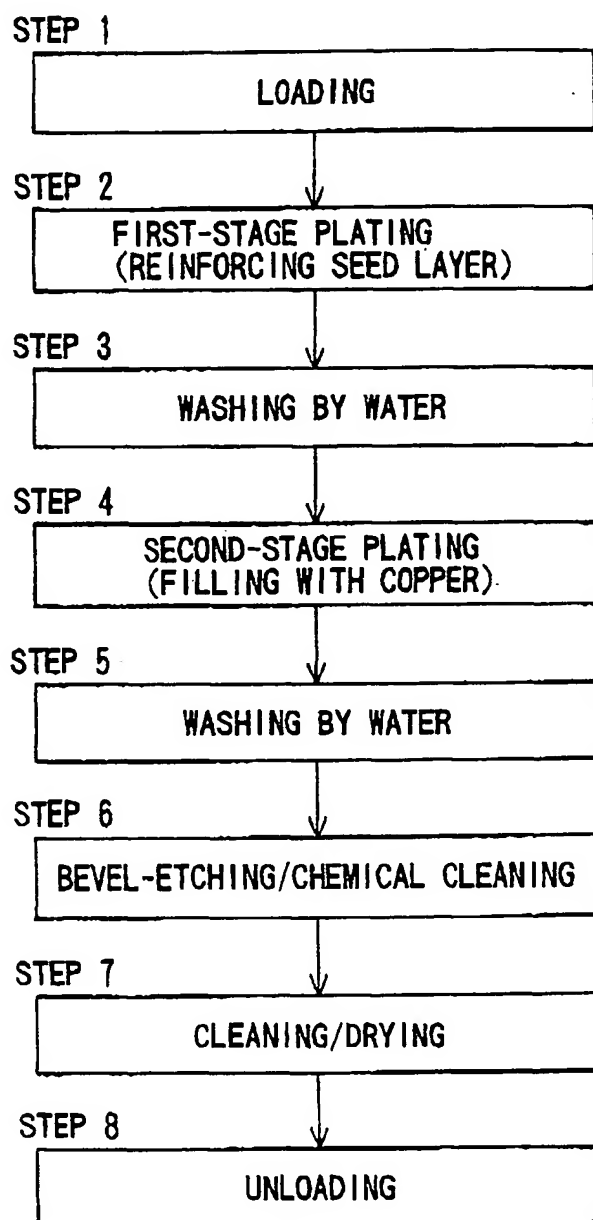 STEP 1
LOADING
STEP 2
FIRST-STAGE PLATING
(REINFORCING SEED LAYER)
STEP 3
WASHING BY WATER
STEP 4
SECOND-STAGE PLATING
(FILLING WITH COPPER)
STEP 5
WASHING BY WATER
STEP 6
BEVEL-ETCHING/CHEMICAL CLEANING
STEP 7
CLEANING/DRYING
STEP 8
UNLOADING